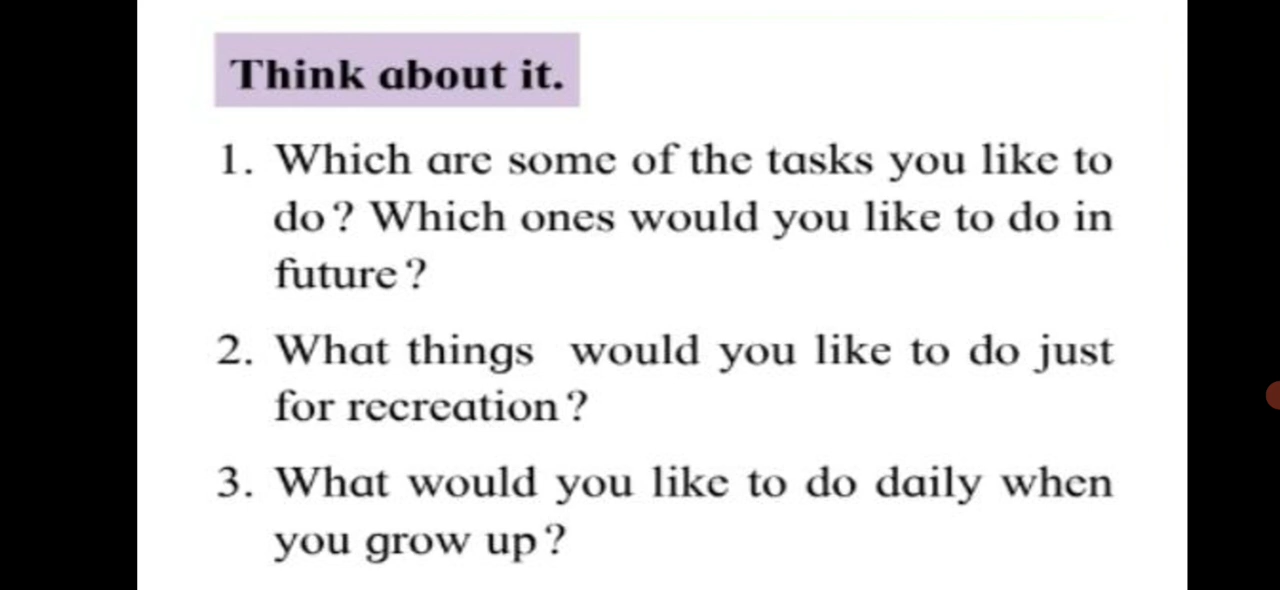 Think about it.
1. Which are some of the tasks you like to
do? Which ones would you like to do in
future?
2. What things would you like to do just
for recreation?
3. What would you like to do daily when
you grow up?